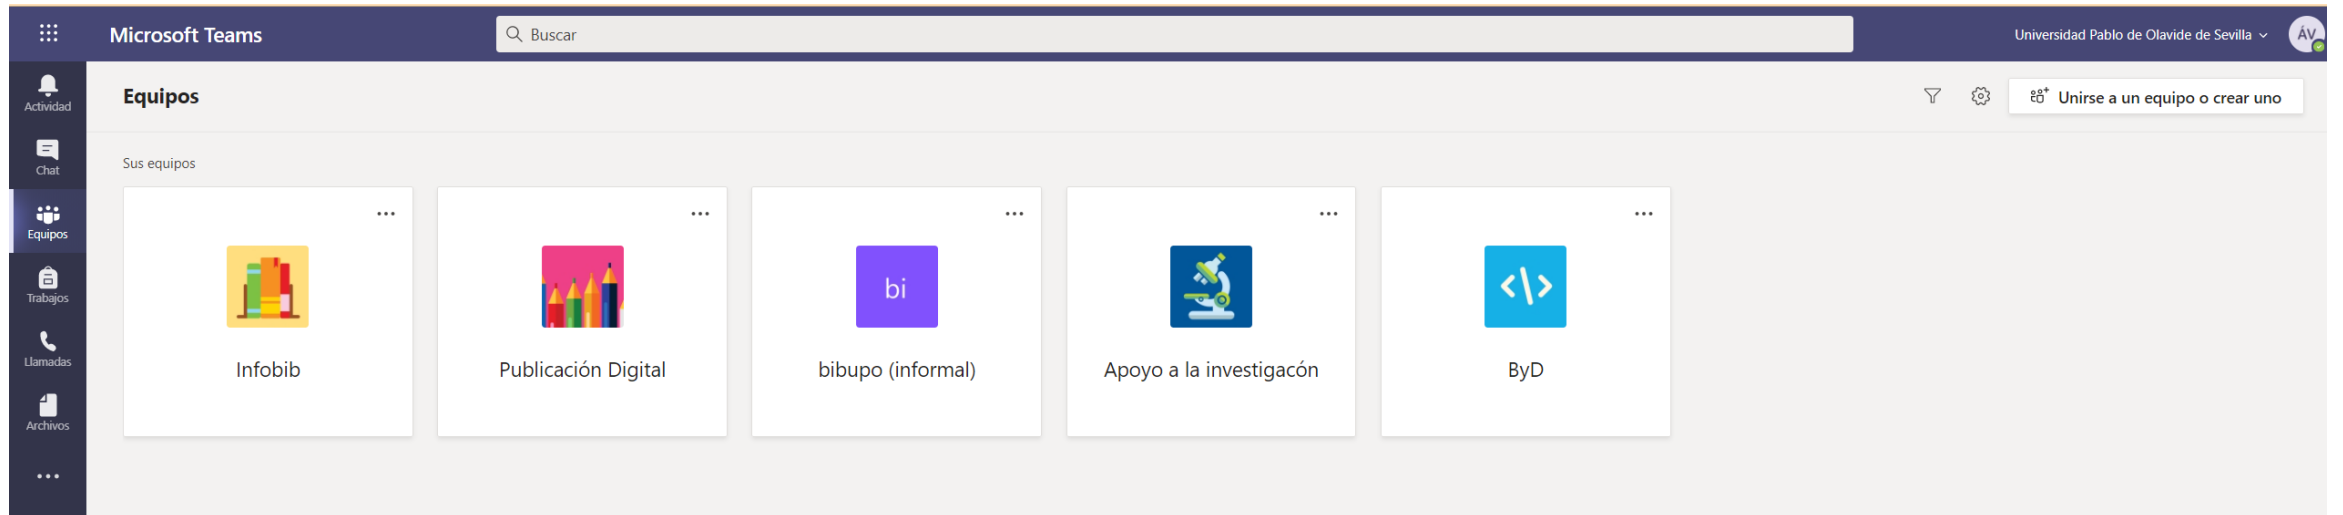 Microsoft Teams
Buscar
Universidad Pablo de Olavide de Sevilla
ÁV
Actividad
Chat
Equipos
Trabajos
Llamadas
Archivos
Equipos
Unirse a un equipo o crear uno
Sus equipos
Infobib
Publicación Digital
bi
bibupo (informal)
Apoyo a la investigacón
ByD